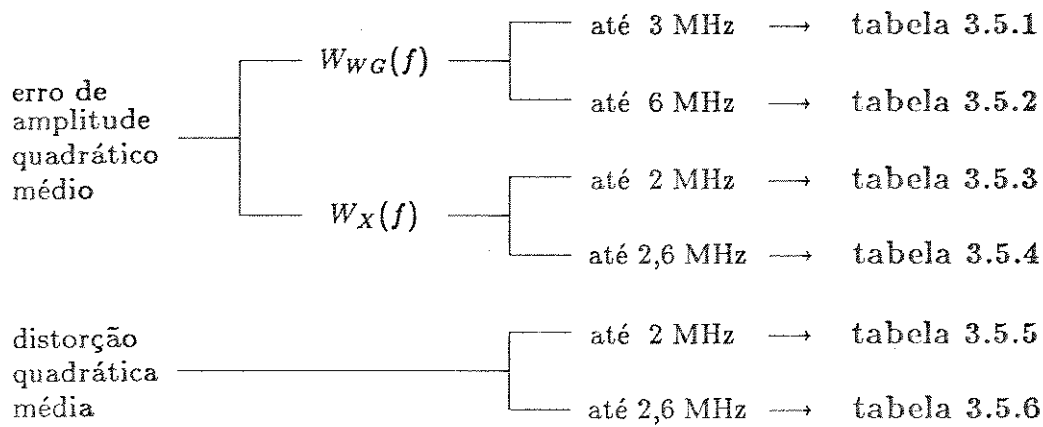 até 3 MHz → tabela 3.5.1
W_{WG}(f)
até 6 MHz → tabela 3.5.2
erro de
amplitude
quadrático
médio
até 2 MHz → tabela 3.5.3
W_X(f)
até 2,6 MHz → tabela 3.5.4
distorção
quadrática
média
até 2 MHz → tabela 3.5.5
até 2,6 MHz → tabela 3.5.6